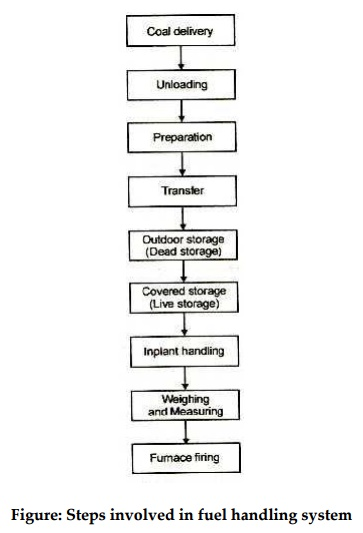 Coal delivery
Unloading
Preparation
Transfer
Outdoor storage
(Dead storage)
Covered storage
(Live storage)
Inplant handling
Weighing
and Measuring
Furnace firing
Figure: Steps involved in fuel handling system